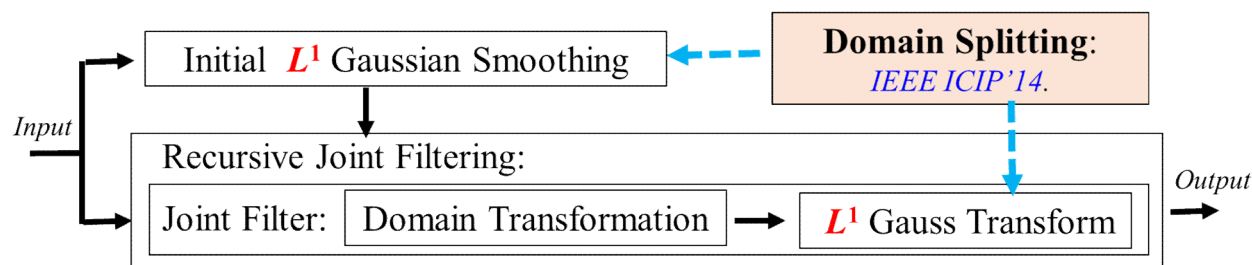 Initial L¹ Gaussian Smoothing
Domain Splitting:
IEEE ICIP’14.
Input
Recursive Joint Filtering:
Joint Filter: Domain Transformation
L¹ Gauss Transform
Output